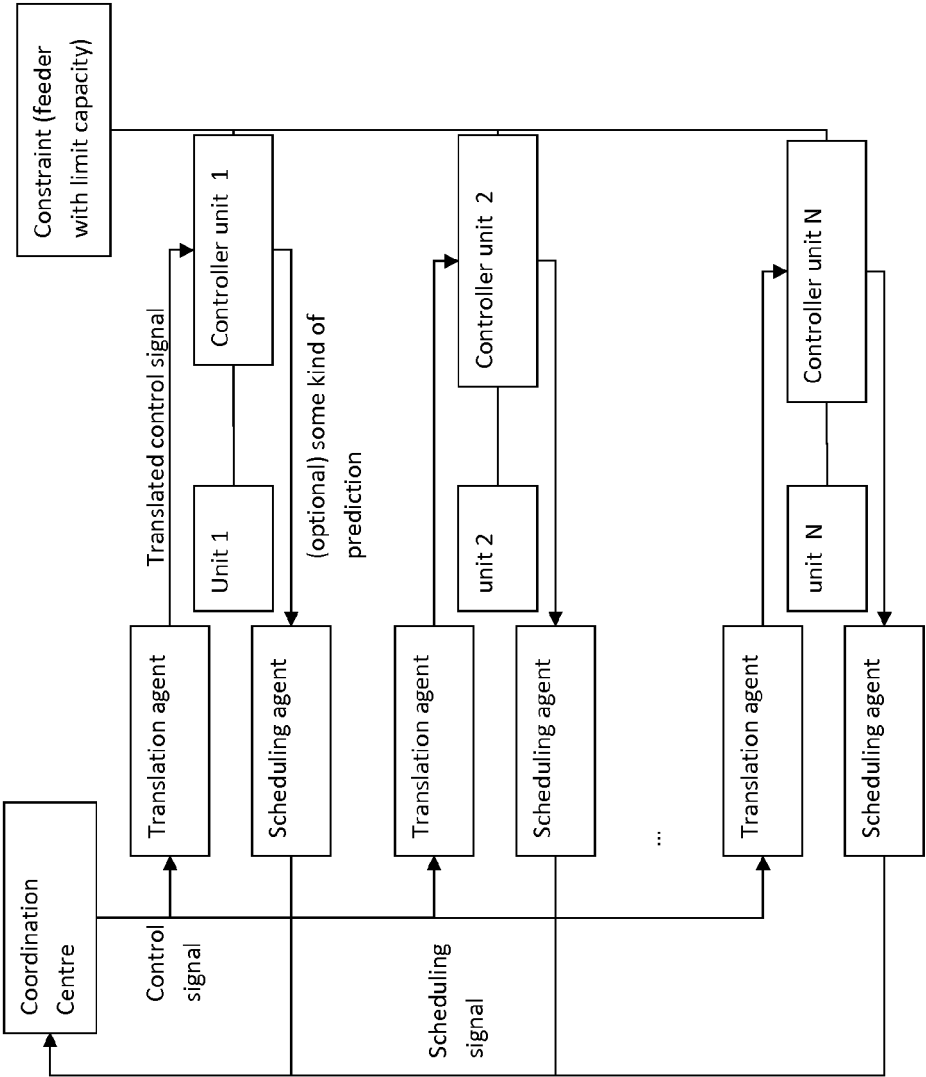 Coordination
Centre
Constraint (feeder
with limit capacity)
Control
signal
Translation agent
Translated control signal
Unit 1
Controller unit  1
Scheduling agent
(optional) some kind of
prediction
Translation agent
unit 2
Controller unit  2
Scheduling agent
Scheduling
signal
...
Translation agent
unit  N
Controller unit N
Scheduling agent